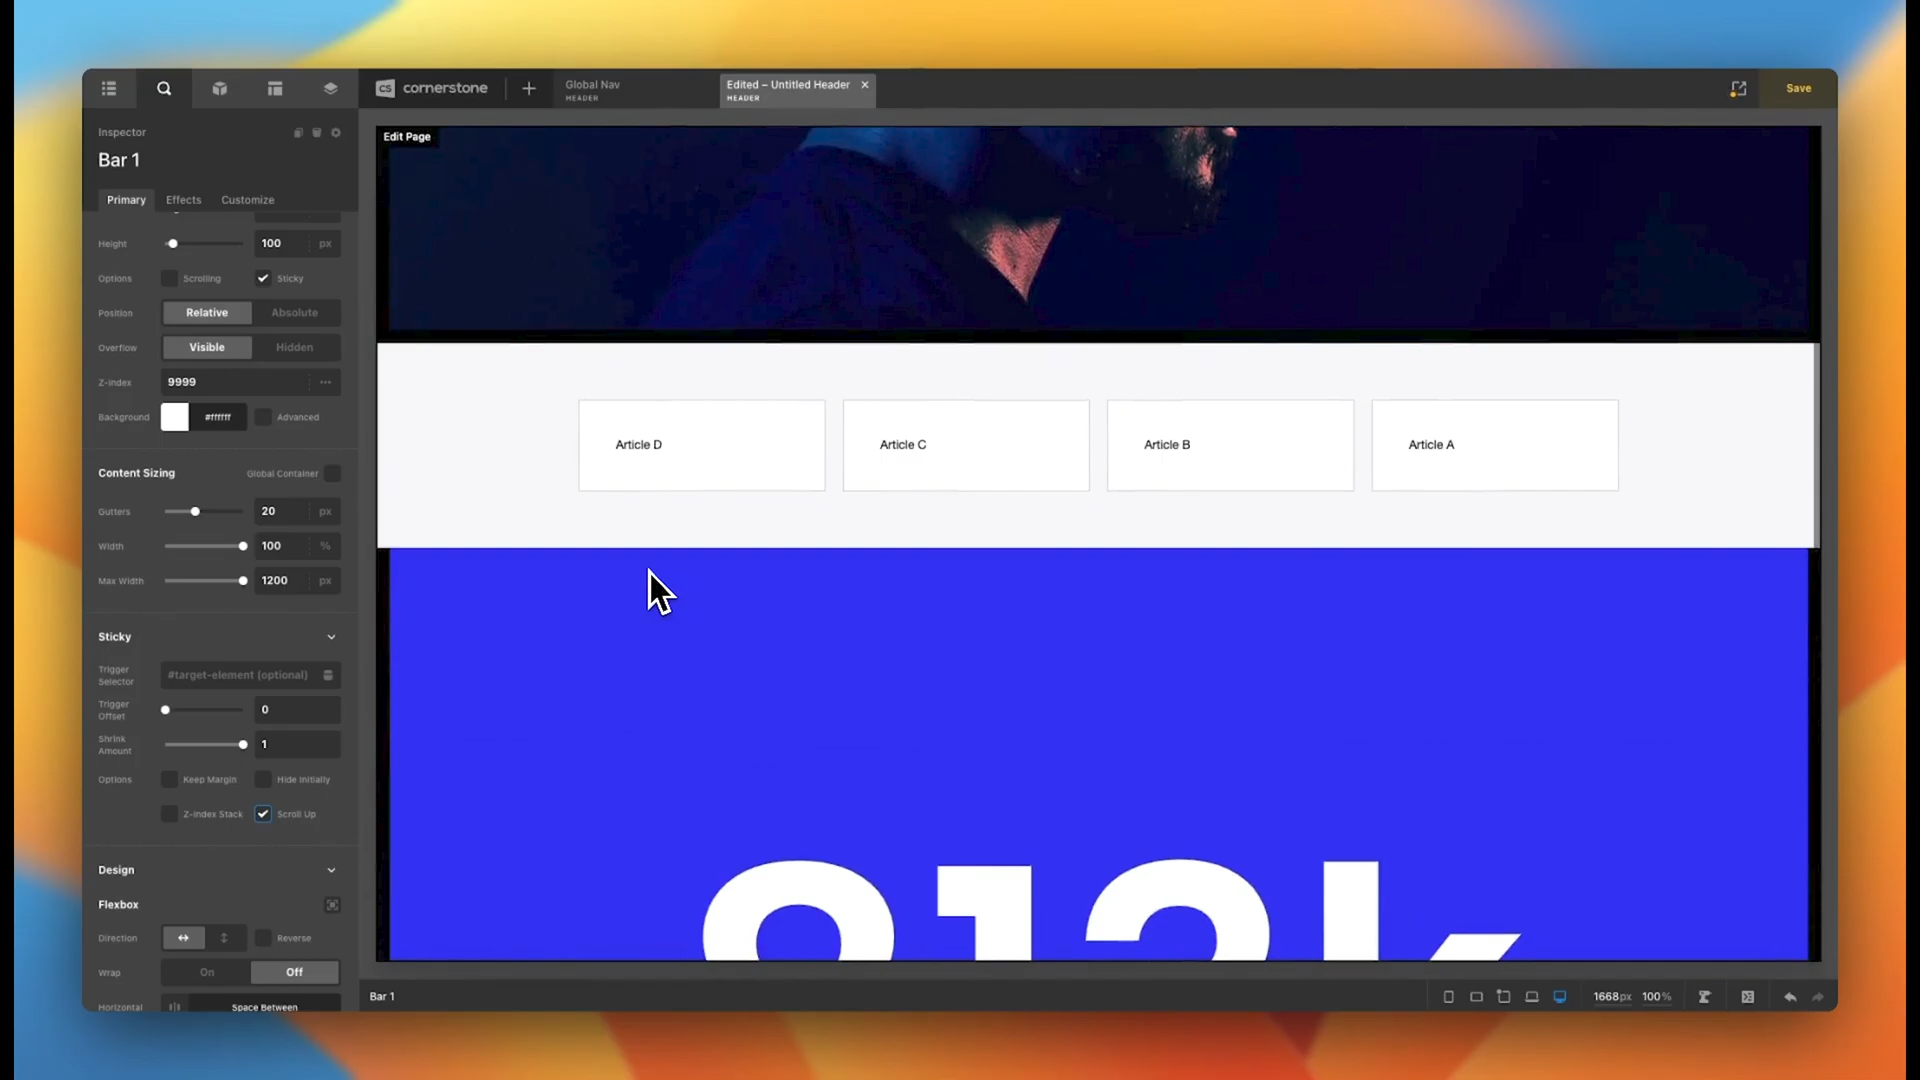 cornerstone
Global Nav
HEADER
Edited – Untitled Header
HEADER
Save
Inspector
Bar 1
Primary Effects Customize
Edit Page
Height 100 px
Options Scrolling Sticky
Position Relative Absolute
Overflow Visible Hidden
Z-Index 9999
Background #ffffff Advanced
Content Sizing Global Container
Gutters 20 px
Width 100 %
Max Width 1200 px
Sticky
Trigger Selector #target-element (optional)
Trigger Offset 0
Shrink Amount 1
Options Keep Margin Hide Initially
Z-Index Stack Scroll Up
Design
Flexbox
Direction Reverse
Wrap On Off
Horizontal Space Between
Article D
Article C
Article B
Article A
Bar 1
1668px 100%